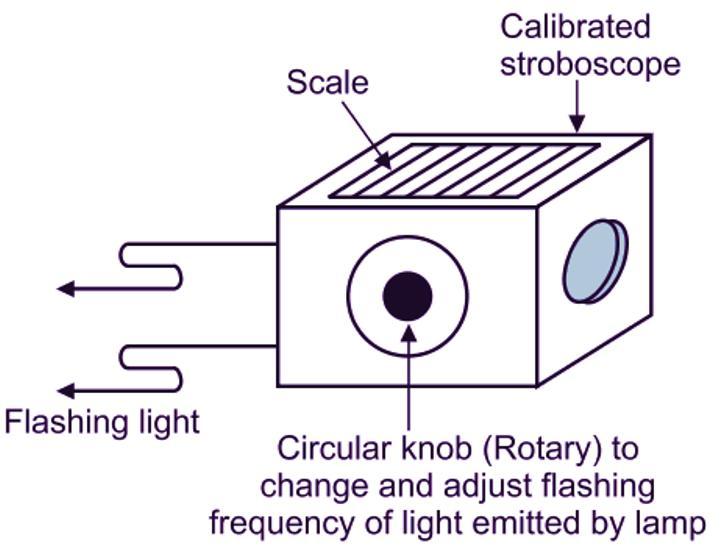 Calibrated
stroboscope
Scale
Flashing light
Circular knob (Rotary) to
change and adjust flashing
frequency of light emitted by lamp